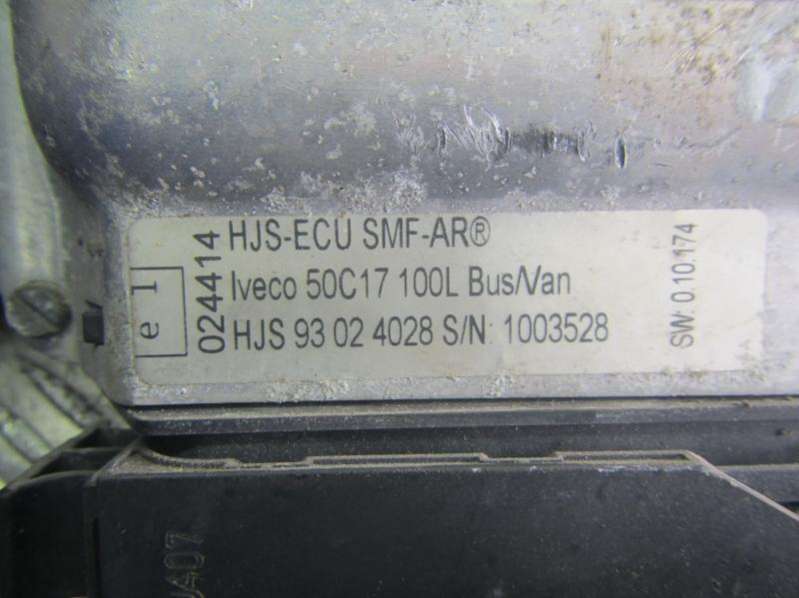 HJS-ECU SMF-AR®
Iveco 50C17 100L Bus/Van
HJS 93 02 4028 S/N: 1003528
e1
024414
SW: 0.10.174